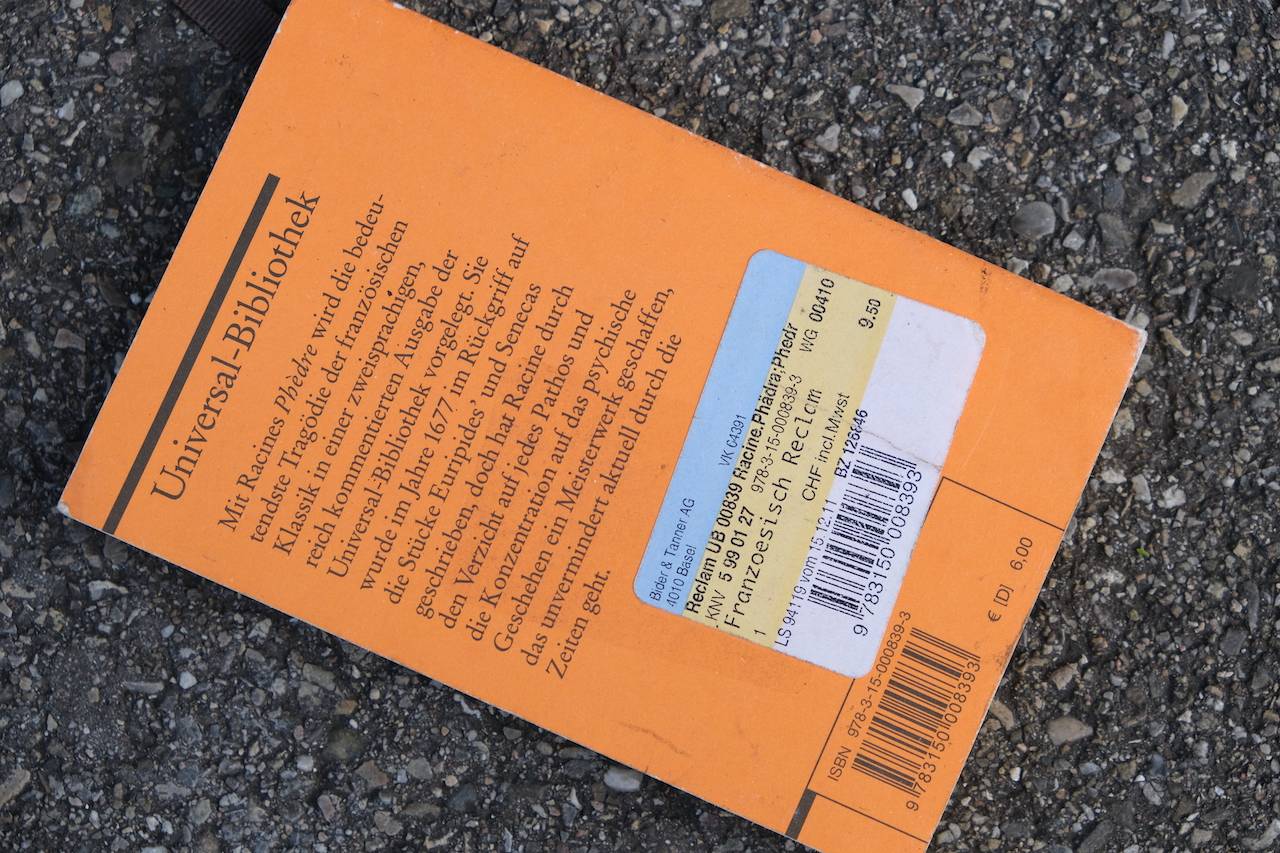 Universal-Bibliothek
Mit Racines Phèdre wird die bedeu-
tendste Tragödie der französischen
Klassik in einer zweisprachigen,
reich kommentierten Ausgabe der
Universal-Bibliothek vorgelegt. Sie
wurde im Jahre 1677 im Rückgriff auf
die Stücke Euripides’ und Senecas
geschrieben, doch hat Racine durch
den Verzicht auf jedes Pathos und
die Konzentration auf das psychische
Geschehen ein Meisterwerk geschaffen,
das unvermindert aktuell durch die
Zeiten geht.
Bider & Tanner AG
4010 Basel VK 04391
Reclam UB 00839 Racine,Phädra;Phedr
KNV 5 99 01 27 978-3-15-000839-3 WG 00410
Franzoesisch Reclam
1 CHF incl.Mwst 9.50
LS 94119 vom 15.12.1 BZ 126846
9 783150 008393
ISBN 978-3-15-000839-3
9 783150 008393
€ [D] 6,00